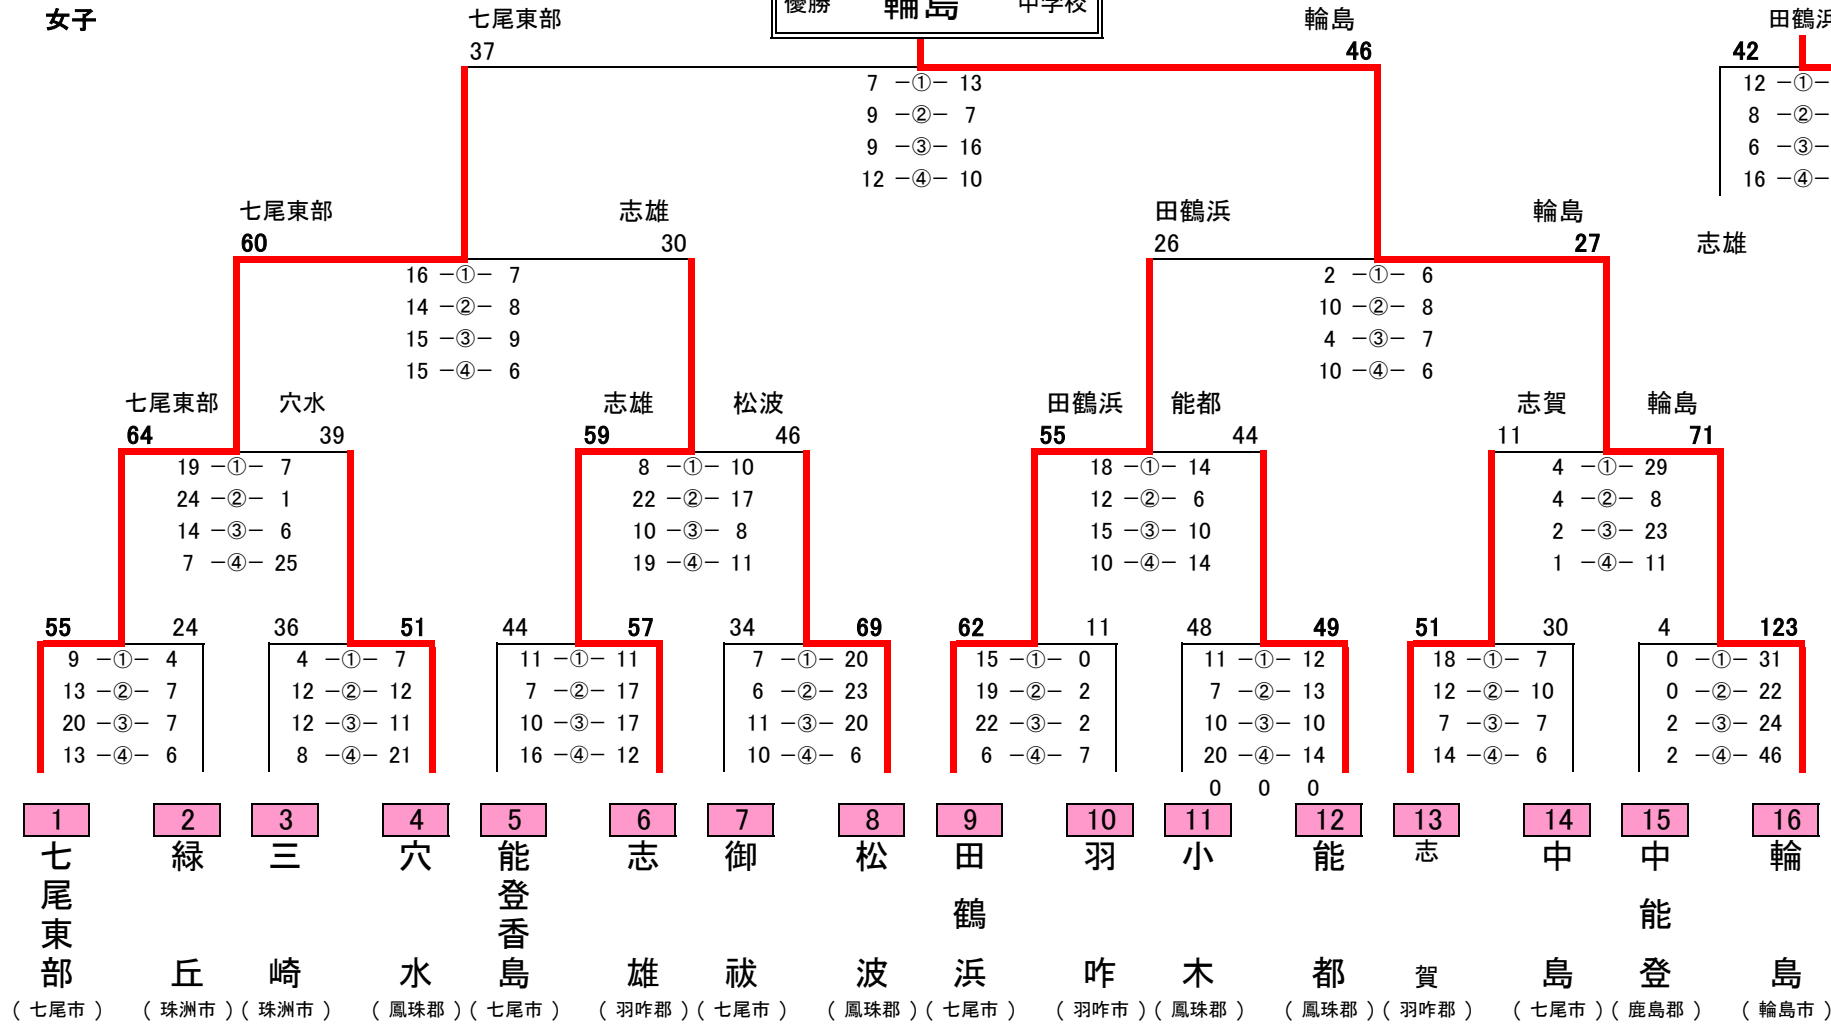 女子
七尾東部 優勝 輪島 中学校 輪島 田鶴浜
37 46 42
7 －①－ 13 12 －①－
9 －②－ 7 8 －②－
9 －③－ 16 6 －③－
12 －④－ 10 16 －④－
七尾東部 志雄 田鶴浜 輪島
60 30 26 27 志雄
16 －①－ 7 2 －①－ 6
14 －②－ 8 10 －②－ 8
15 －③－ 9 4 －③－ 7
15 －④－ 6 10 －④－ 6
七尾東部 穴水 志雄 松波 田鶴浜 能都 志賀 輪島
64 39 59 46 55 44 11 71
19 －①－ 7 8 －①－ 10 18 －①－ 14 4 －①－ 29
24 －②－ 1 22 －②－ 17 12 －②－ 6 4 －②－ 8
14 －③－ 6 10 －③－ 8 15 －③－ 10 2 －③－ 23
7 －④－ 25 19 －④－ 11 10 －④－ 14 1 －④－ 11
55 24 36 51 44 57 34 69 62 11 48 49 51 30 4 123
9 －①－ 4 4 －①－ 7 11 －①－ 11 7 －①－ 20 15 －①－ 0 11 －①－ 12 18 －①－ 7 0 －①－ 31
13 －②－ 7 12 －②－ 12 7 －②－ 17 6 －②－ 23 19 －②－ 2 7 －②－ 13 12 －②－ 10 0 －②－ 22
20 －③－ 7 12 －③－ 11 10 －③－ 17 11 －③－ 20 22 －③－ 2 10 －③－ 10 7 －③－ 7 2 －③－ 24
13 －④－ 6 8 －④－ 21 16 －④－ 12 10 －④－ 6 6 －④－ 7 20 －④－ 14 14 －④－ 6 2 －④－ 46
0 0 0
1 2 3 4 5 6 7 8 9 10 11 12 13 14 15 16
七尾東部 緑丘 三崎 穴水 能登香島 志雄 御祓 松波 田鶴浜 羽咋 小木 能都 志賀 中島 中能登 輪島
（ 七尾市 ） （ 珠洲市 ） （ 珠洲市 ） （ 鳳珠郡 ） （ 七尾市 ） （ 羽咋郡 ） （ 七尾市 ） （ 鳳珠郡 ） （ 七尾市 ） （ 羽咋市 ） （ 鳳珠郡 ） （ 鳳珠郡 ） （ 羽咋郡 ） （ 七尾市 ） （ 鹿島郡 ） （ 輪島市 ）